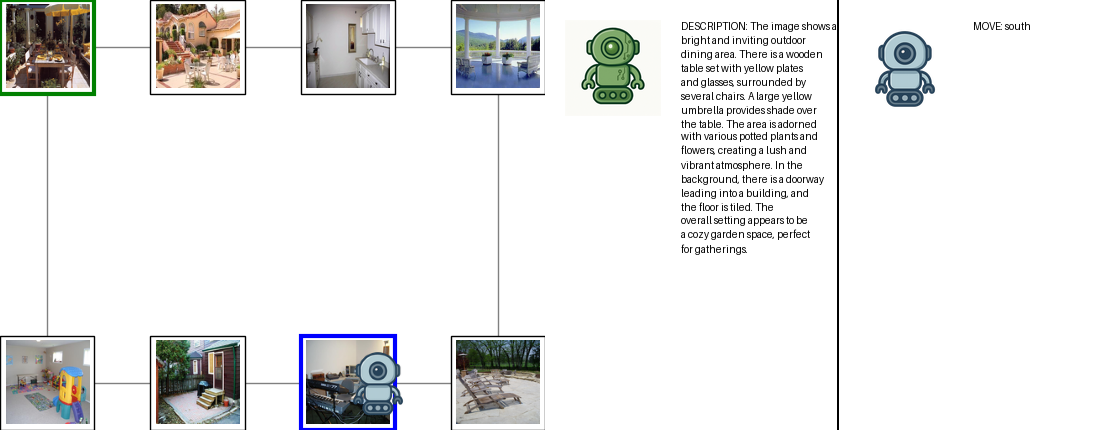 DESCRIPTION: The image shows a
bright and inviting outdoor
dining area. There is a wooden
table set with yellow plates
and glasses, surrounded by
several chairs. A large yellow
umbrella provides shade over
the table. The area is adorned
with various potted plants and
flowers, creating a lush and
vibrant atmosphere. In the
background, there is a doorway
leading into a building, and
the floor is tiled. The
overall setting appears to be
a cozy garden space, perfect
for gatherings.
MOVE: south